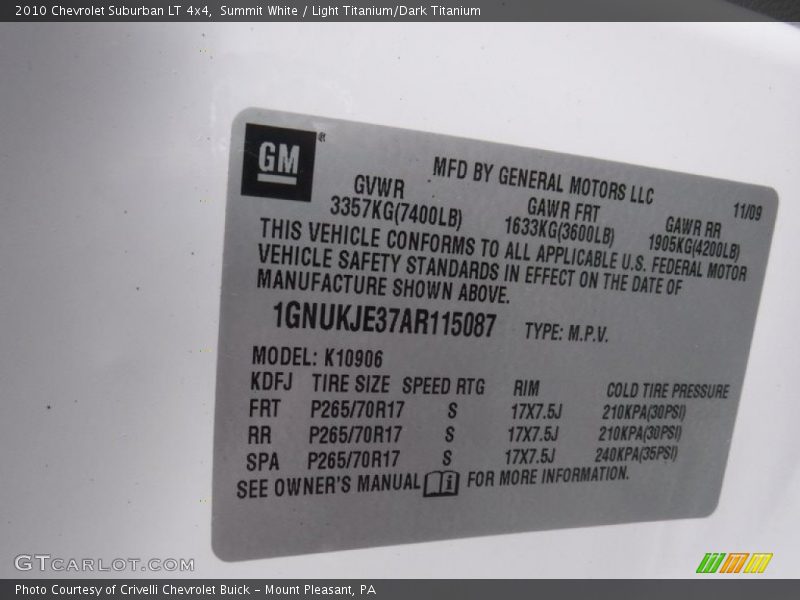 2010 Chevrolet Suburban LT 4x4, Summit White / Light Titanium/Dark Titanium
GM®
MFD BY GENERAL MOTORS LLC
11/09
GVWR GAWR FRT GAWR RR
3357KG(7400LB) 1633KG(3600LB) 1905KG(4200LB)
THIS VEHICLE CONFORMS TO ALL APPLICABLE U.S. FEDERAL MOTOR
VEHICLE SAFETY STANDARDS IN EFFECT ON THE DATE OF
MANUFACTURE SHOWN ABOVE.
1GNUKJE37AR115087 TYPE: M.P.V.
MODEL: K10906
KDFJ TIRE SIZE SPEED RTG RIM COLD TIRE PRESSURE
FRT P265/70R17 S 17X7.5J 210KPA(30PSI)
RR P265/70R17 S 17X7.5J 210KPA(30PSI)
SPA P265/70R17 S 17X7.5J 240KPA(35PSI)
SEE OWNER'S MANUAL i FOR MORE INFORMATION.
GTCARLOT.COM
Photo Courtesy of Crivelli Chevrolet Buick – Mount Pleasant, PA